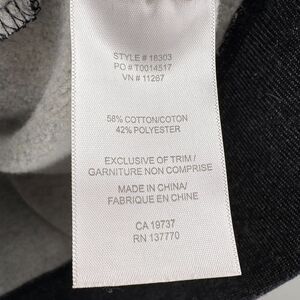 STYLE # 18303
PO # T0014517
VN # 11267
58% COTTON/COTON
42% POLYESTER
EXCLUSIVE OF TRIM/
GARNITURE NON COMPRISE
MADE IN CHINA/
FABRIQUE EN CHINE
CA 19737
RN 137770